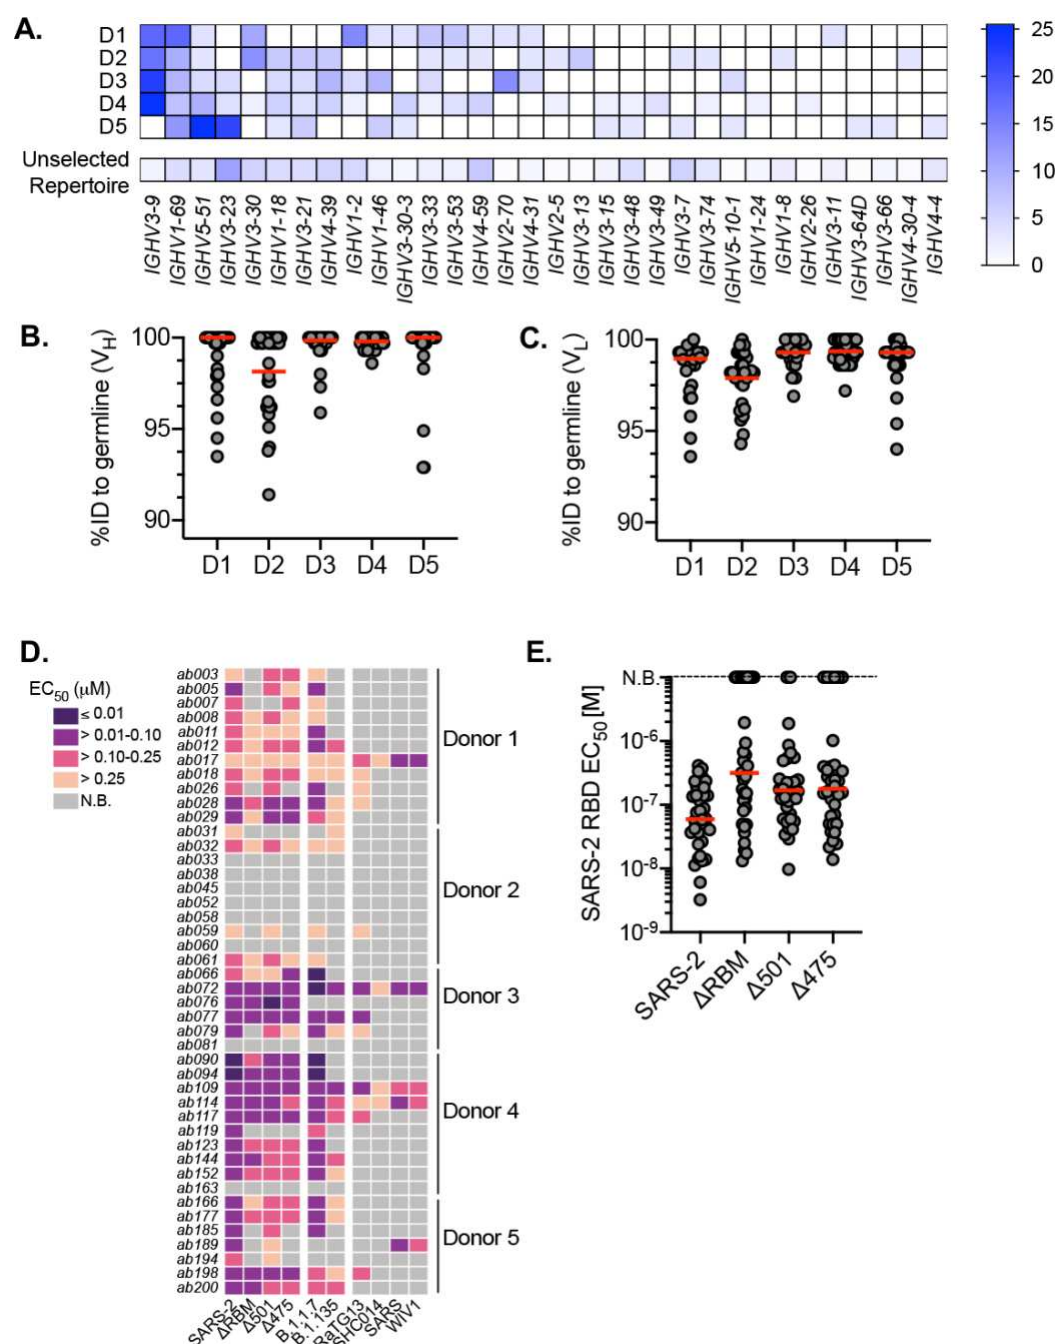 A.
D1
D2
D3
D4
D5
Unselected
Repertoire
25
20
15
10
5
0
IGHV3-9
IGHV1-69
IGHV5-51
IGHV3-23
IGHV3-30
IGHV1-18
IGHV3-21
IGHV4-39
IGHV1-2
IGHV1-46
IGHV3-30-3
IGHV3-33
IGHV3-53
IGHV4-59
IGHV2-70
IGHV4-31
IGHV2-5
IGHV3-13
IGHV3-15
IGHV3-48
IGHV3-49
IGHV3-7
IGHV3-74
IGHV5-10-1
IGHV1-24
IGHV1-8
IGHV2-26
IGHV3-11
IGHV3-64D
IGHV3-66
IGHV4-30-4
IGHV4-4
B.
%ID to germline (VH)
100
95
90
D1 D2 D3 D4 D5
C.
%ID to germline (VL)
100
95
90
D1 D2 D3 D4 D5
D.
EC50 (μM)
≤ 0.01
> 0.01-0.10
> 0.10-0.25
> 0.25
N.B.
ab003
ab005
ab007
ab008
ab011
ab012
ab017
ab018
ab026
ab028
ab029
ab031
ab032
ab033
ab038
ab045
ab052
ab058
ab059
ab060
ab061
ab066
ab072
ab076
ab077
ab079
ab081
ab090
ab094
ab109
ab114
ab117
ab119
ab123
ab144
ab152
ab163
ab166
ab177
ab185
ab189
ab194
ab198
ab200
Donor 1
Donor 2
Donor 3
Donor 4
Donor 5
SARS-2
ΔRBM
Δ501
Δ475
B.1.1.7
B.1.135
RaTG13
SHC014
SARS
WIV1
E.
SARS-2 RBD EC50 [M]
N.B.
10-6
10-7
10-8
10-9
SARS-2
ΔRBM
Δ501
Δ475